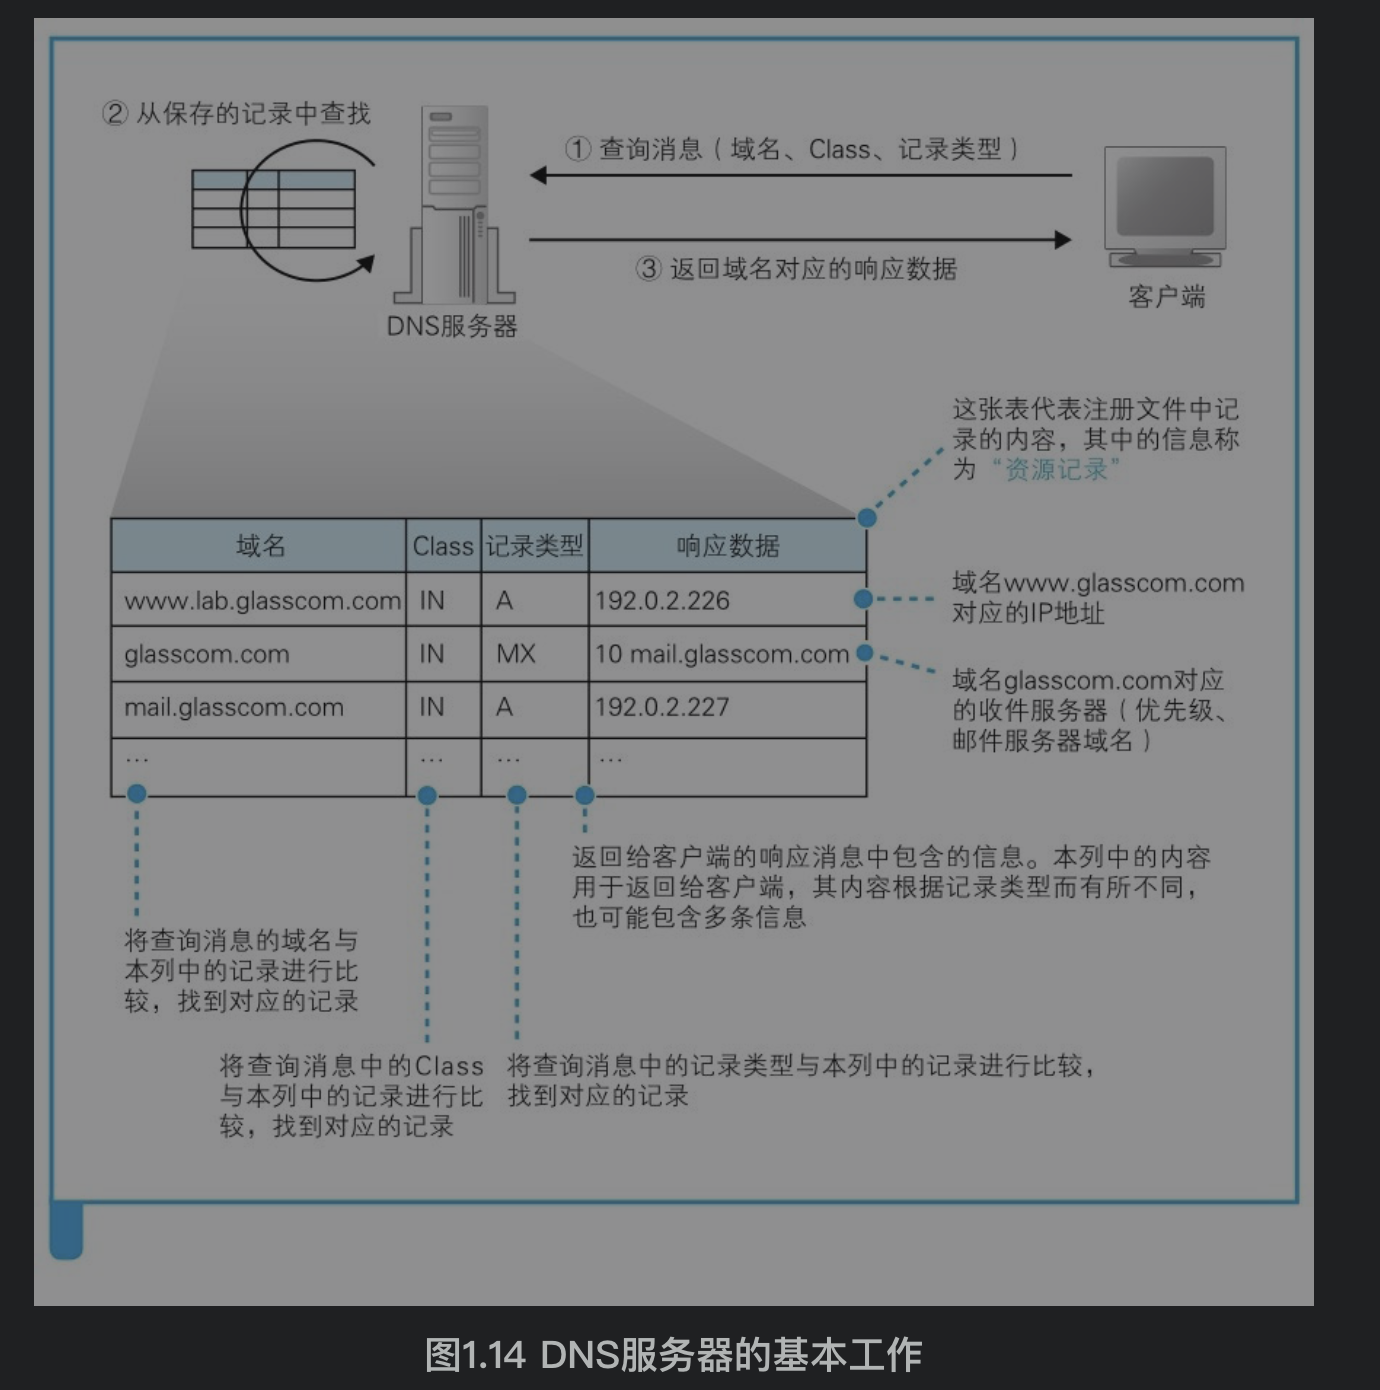 ② 从保存的记录中查找
① 查询消息（域名、Class、记录类型）
③ 返回域名对应的响应数据
DNS服务器
客户端
这张表代表注册文件中记
录的内容，其中的信息称
为“资源记录”
域名 Class 记录类型 响应数据
www.lab.glasscom.com IN A 192.0.2.226
glasscom.com IN MX 10 mail.glasscom.com
mail.glasscom.com IN A 192.0.2.227
… … … …
域名www.glasscom.com
对应的IP地址
域名glasscom.com对应
的收件服务器（优先级、
邮件服务器域名）
返回给客户端的响应消息中包含的信息。本列中的内容
用于返回给客户端，其内容根据记录类型而有所不同，
也可能包含多条信息
将查询消息的域名与
本列中的记录进行比
较，找到对应的记录
将查询消息中的Class
与本列中的记录进行比
较，找到对应的记录
将查询消息中的记录类型与本列中的记录进行比较，
找到对应的记录
图1.14 DNS服务器的基本工作